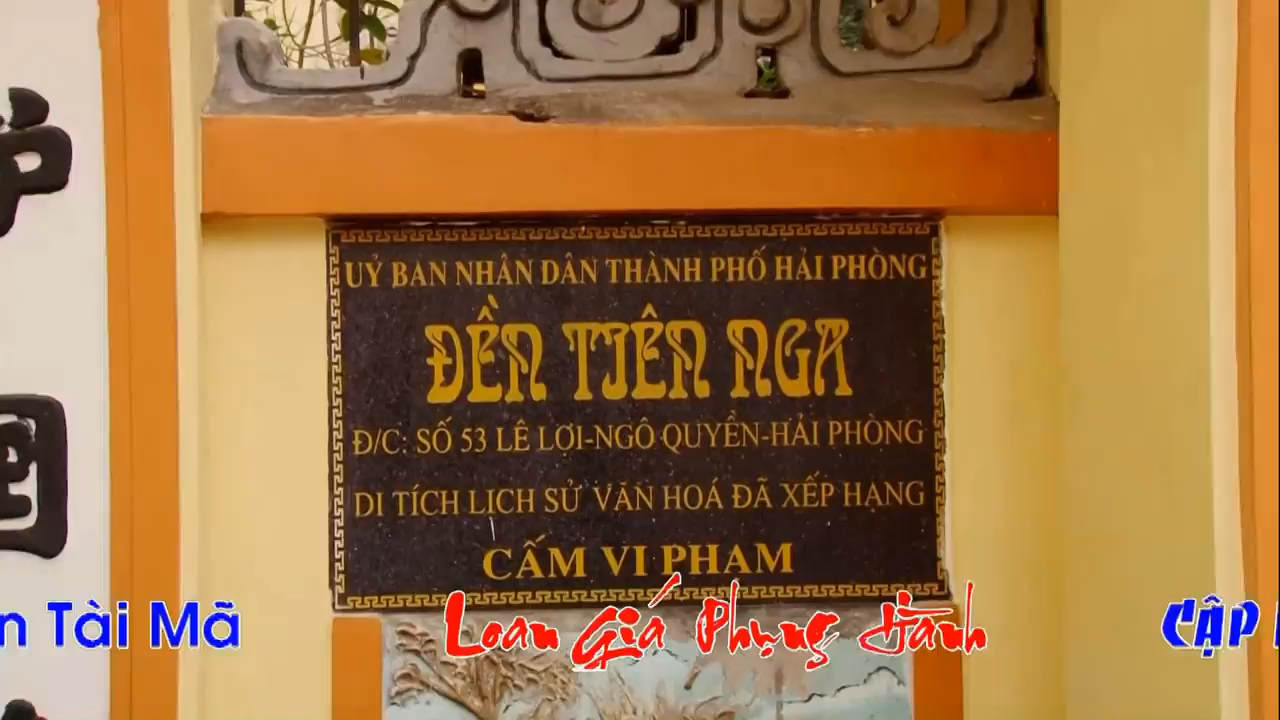 UỶ BAN NHÂN DÂN THÀNH PHỐ HẢI PHÒNG
ĐỀN TIÊN NGA
Đ/C: SỐ 53 LÊ LỢI-NGÔ QUYỀN-HẢI PHÒNG
DI TÍCH LỊCH SỬ VĂN HOÁ ĐÃ XẾP HẠNG
CẤM VI PHẠM
n Tài Mã Loan Giá Phụng Hành CẬP